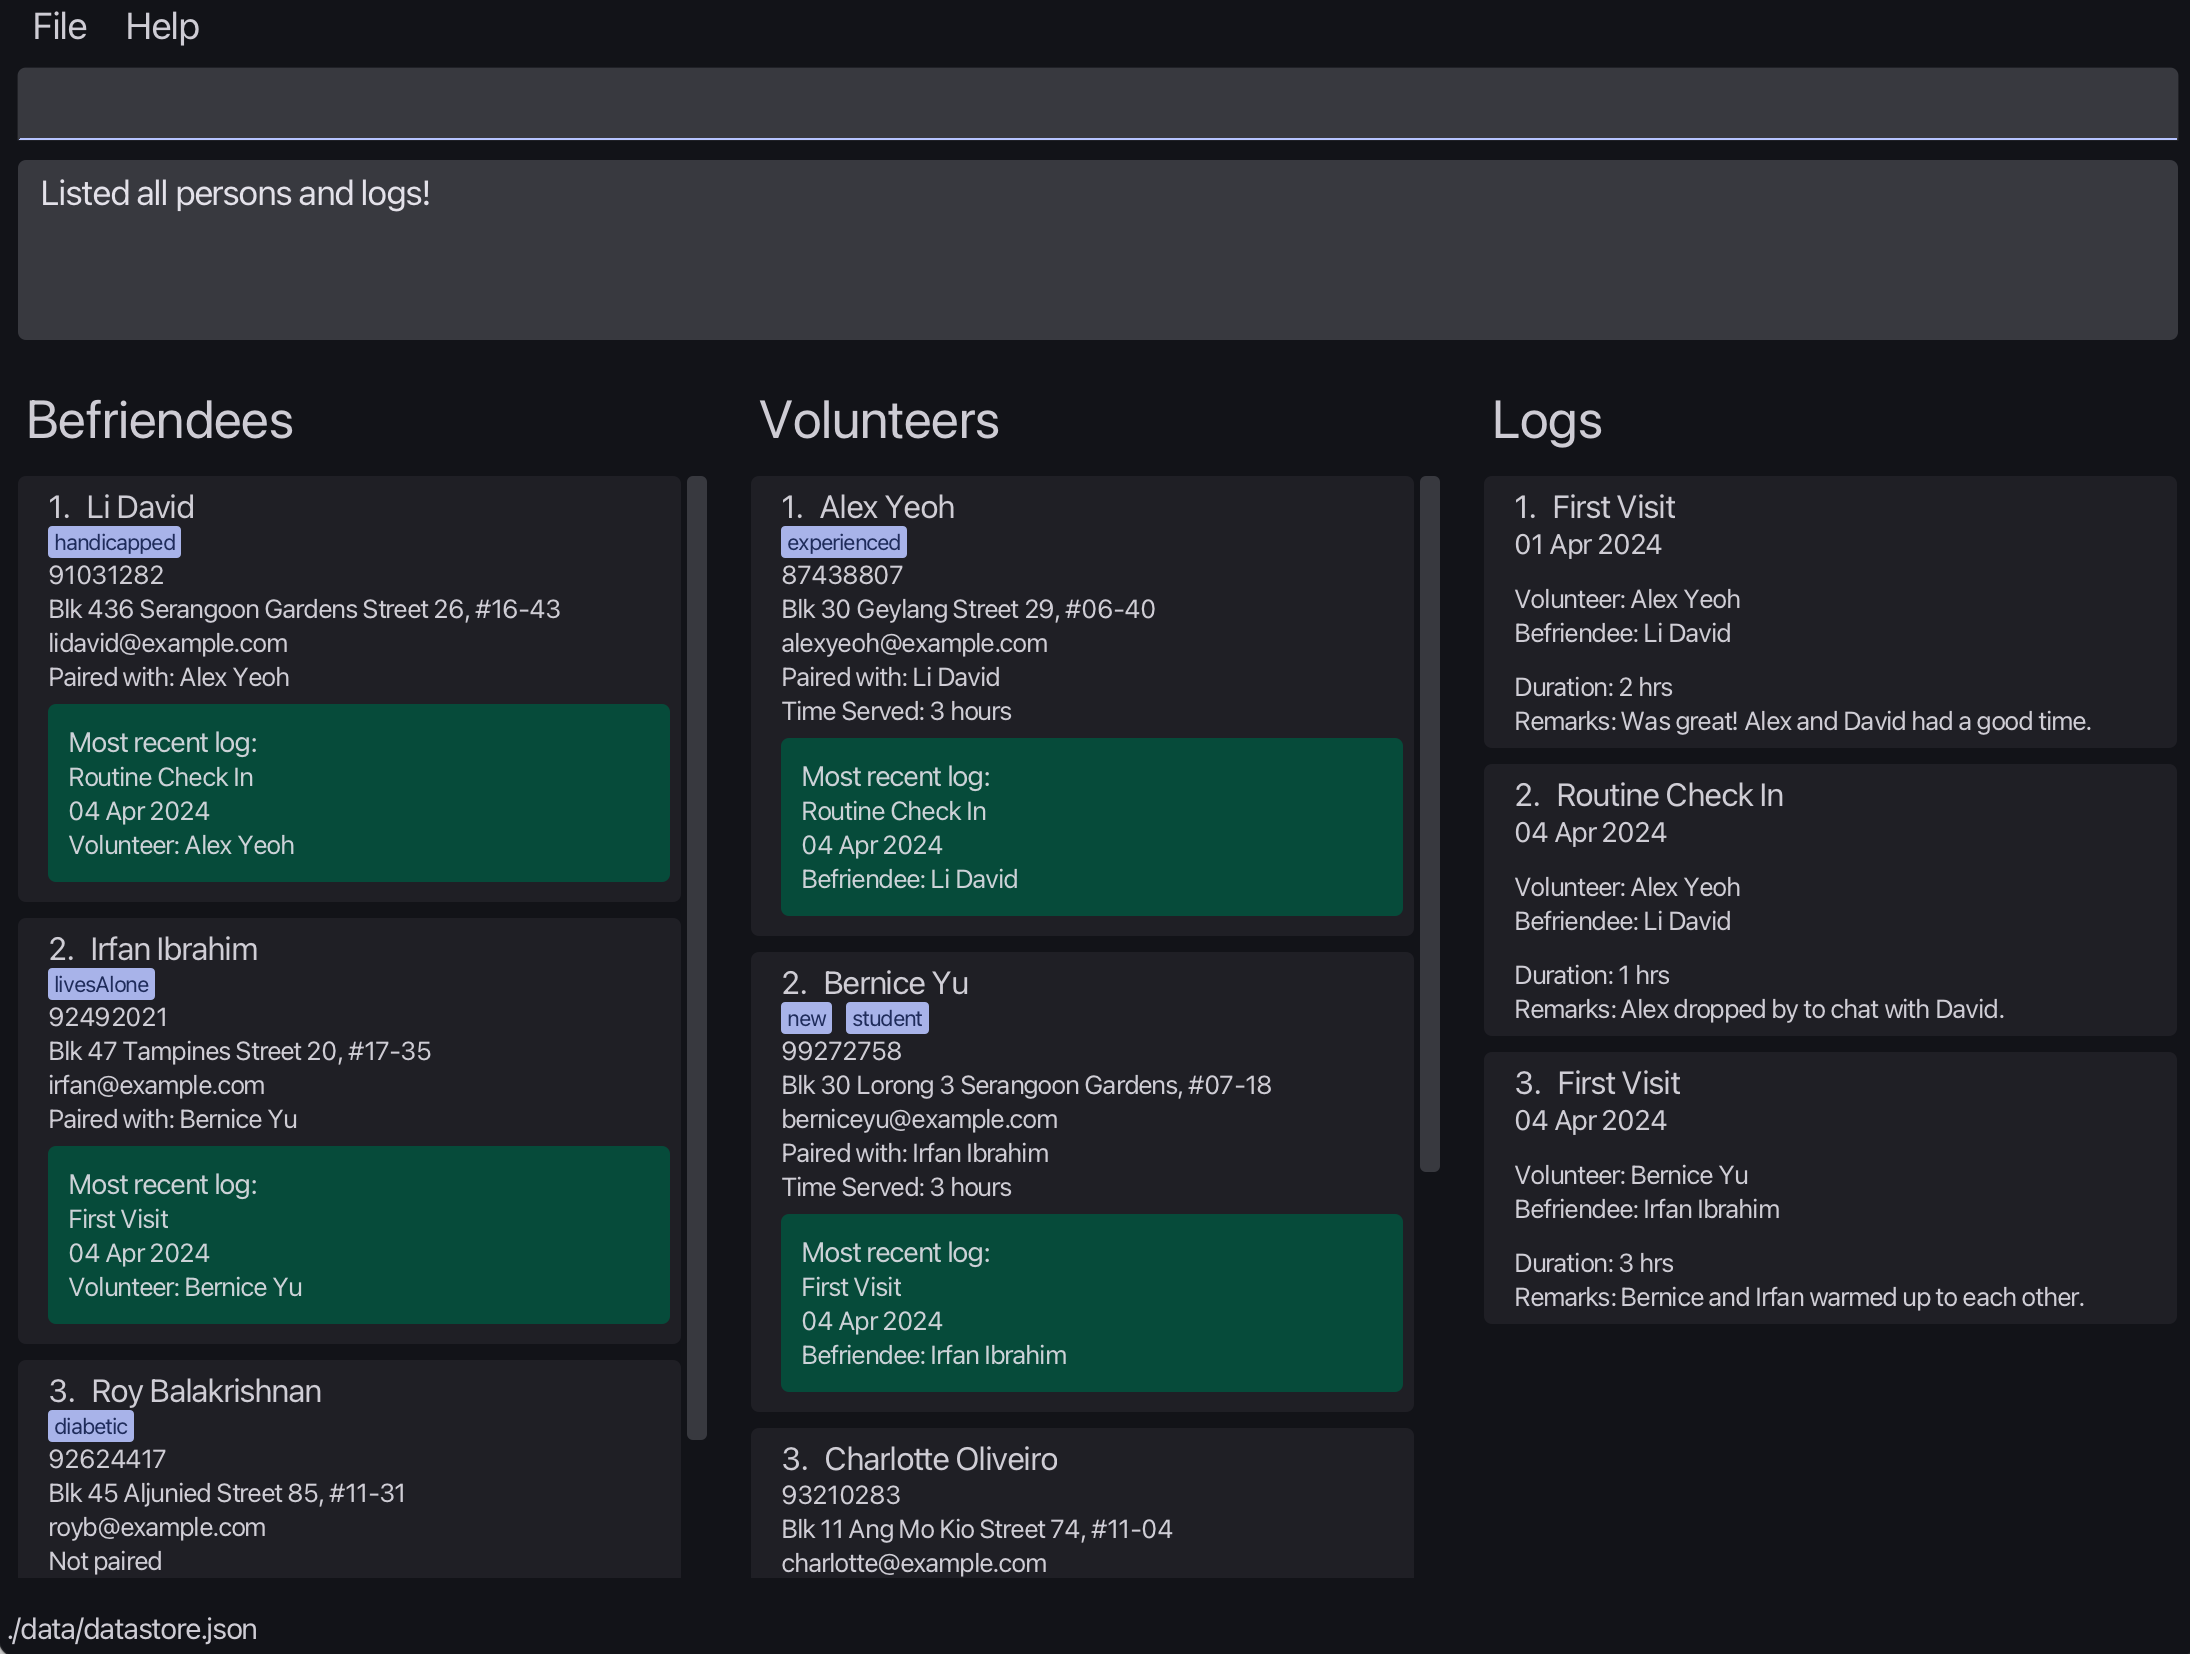 File Help
Listed all persons and logs!
Befriendees
1. Li David
handicapped
91031282
Blk 436 Serangoon Gardens Street 26, #16-43
lidavid@example.com
Paired with: Alex Yeoh
Most recent log:
Routine Check In
04 Apr 2024
Volunteer: Alex Yeoh
2. Irfan Ibrahim
livesAlone
92492021
Blk 47 Tampines Street 20, #17-35
irfan@example.com
Paired with: Bernice Yu
Most recent log:
First Visit
04 Apr 2024
Volunteer: Bernice Yu
3. Roy Balakrishnan
diabetic
92624417
Blk 45 Aljunied Street 85, #11-31
royb@example.com
Not paired
Volunteers
1. Alex Yeoh
experienced
87438807
Blk 30 Geylang Street 29, #06-40
alexyeoh@example.com
Paired with: Li David
Time Served: 3 hours
Most recent log:
Routine Check In
04 Apr 2024
Befriendee: Li David
2. Bernice Yu
new student
99272758
Blk 30 Lorong 3 Serangoon Gardens, #07-18
berniceyu@example.com
Paired with: Irfan Ibrahim
Time Served: 3 hours
Most recent log:
First Visit
04 Apr 2024
Befriendee: Irfan Ibrahim
3. Charlotte Oliveiro
93210283
Blk 11 Ang Mo Kio Street 74, #11-04
charlotte@example.com
Logs
1. First Visit
01 Apr 2024
Volunteer: Alex Yeoh
Befriendee: Li David
Duration: 2 hrs
Remarks: Was great! Alex and David had a good time.
2. Routine Check In
04 Apr 2024
Volunteer: Alex Yeoh
Befriendee: Li David
Duration: 1 hrs
Remarks: Alex dropped by to chat with David.
3. First Visit
04 Apr 2024
Volunteer: Bernice Yu
Befriendee: Irfan Ibrahim
Duration: 3 hrs
Remarks: Bernice and Irfan warmed up to each other.
./data/datastore.json